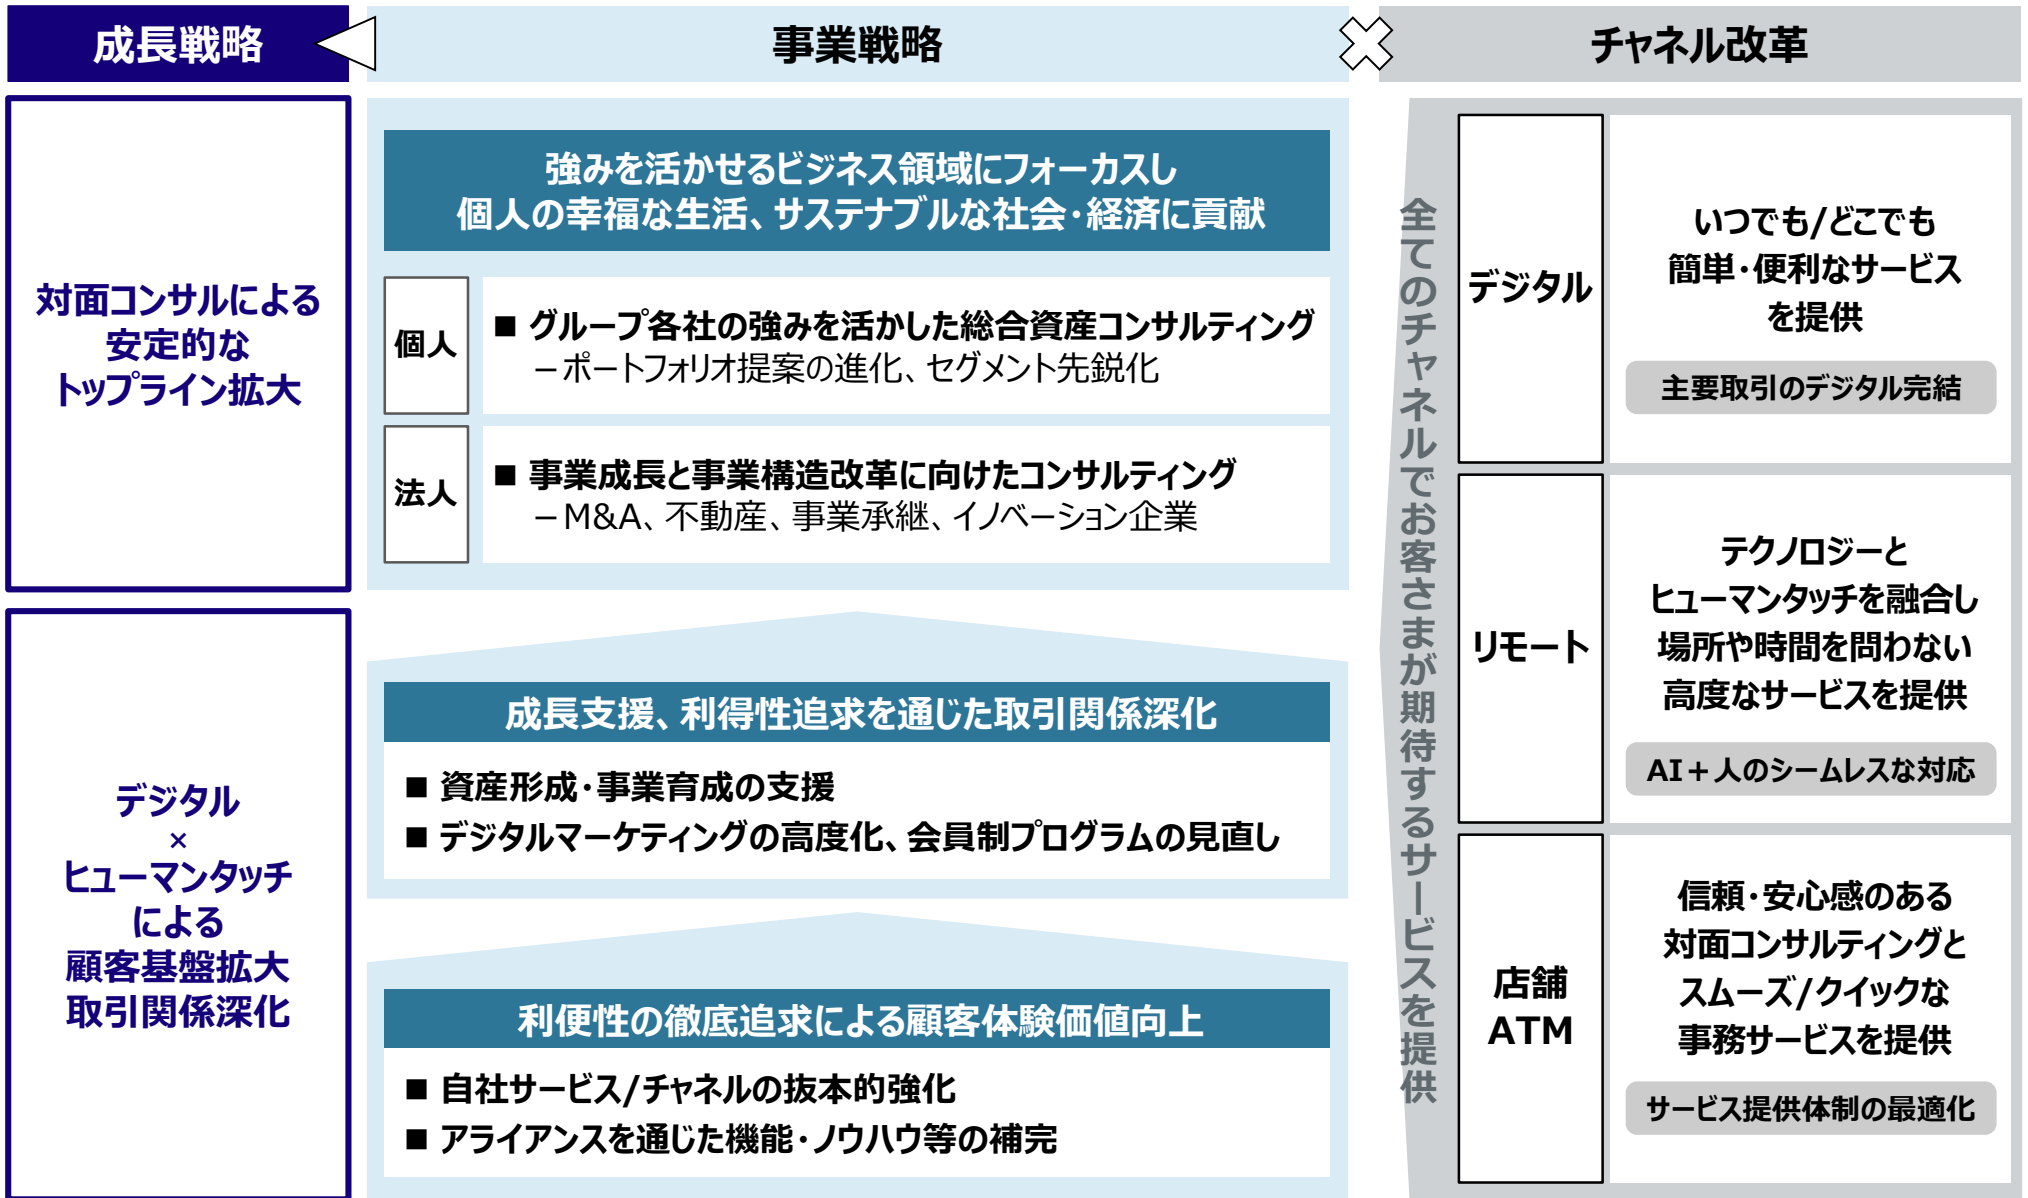 成長戦略
事業戦略
チャネル改革
対面コンサルによる
安定的な
トップライン拡大
強みを活かせるビジネス領域にフォーカスし
個人の幸福な生活、サステナブルな社会・経済に貢献
個人
■ グループ各社の強みを活かした総合資産コンサルティング
－ポートフォリオ提案の進化、セグメント先鋭化
法人
■ 事業成長と事業構造改革に向けたコンサルティング
－M&A、不動産、事業承継、イノベーション企業
デジタル
×
ヒューマンタッチ
による
顧客基盤拡大
取引関係深化
成長支援、利得性追求を通じた取引関係深化
■ 資産形成・事業育成の支援
■ デジタルマーケティングの高度化、会員制プログラムの見直し
利便性の徹底追求による顧客体験価値向上
■ 自社サービス/チャネルの抜本的強化
■ アライアンスを通じた機能・ノウハウ等の補完
全てのチャネルでお客さまが期待するサービスを提供
デジタル
いつでも/どこでも
簡単・便利なサービス
を提供
主要取引のデジタル完結
リモート
テクノロジーと
ヒューマンタッチを融合し
場所や時間を問わない
高度なサービスを提供
AI＋人のシームレスな対応
店舗
ATM
信頼・安心感のある
対面コンサルティングと
スムーズ/クイックな
事務サービスを提供
サービス提供体制の最適化